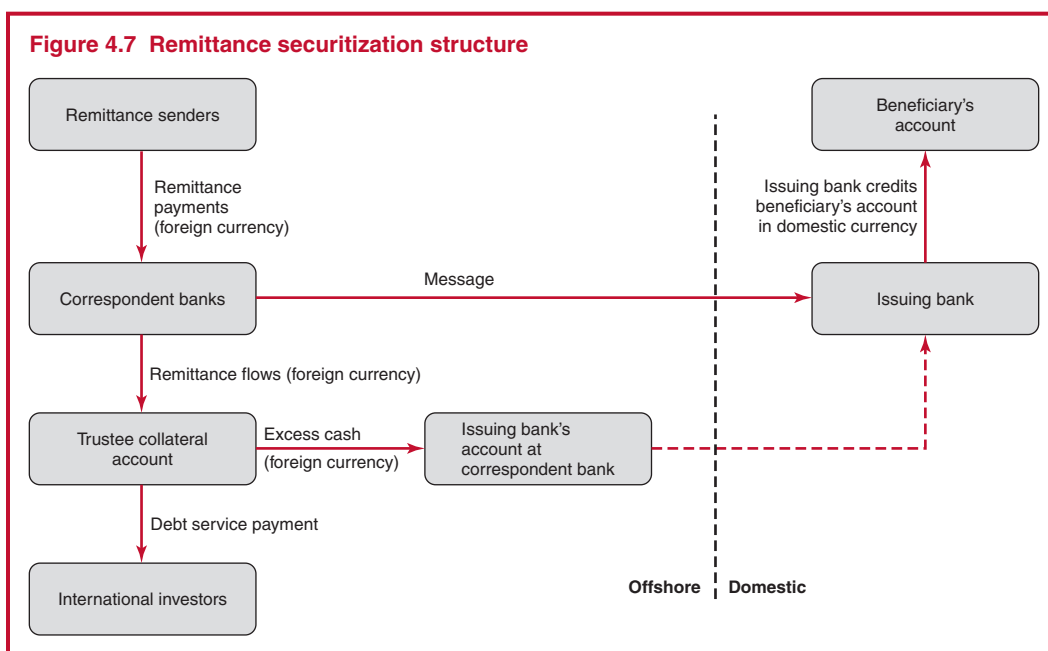 Figure 4.7 Remittance securitization structure
Remittance senders
Beneficiary's
account
Remittance
payments
(foreign currency)
Issuing bank credits
beneficiary's account
in domestic currency
Correspondent banks
Message
Issuing bank
Remittance flows (foreign currency)
Trustee collateral
account
Excess cash
(foreign currency)
Issuing bank's
account at
correspondent bank
Debt service payment
International investors
Offshore
Domestic